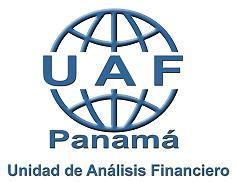 UAF
Panamá
Unidad de Análisis Financiero